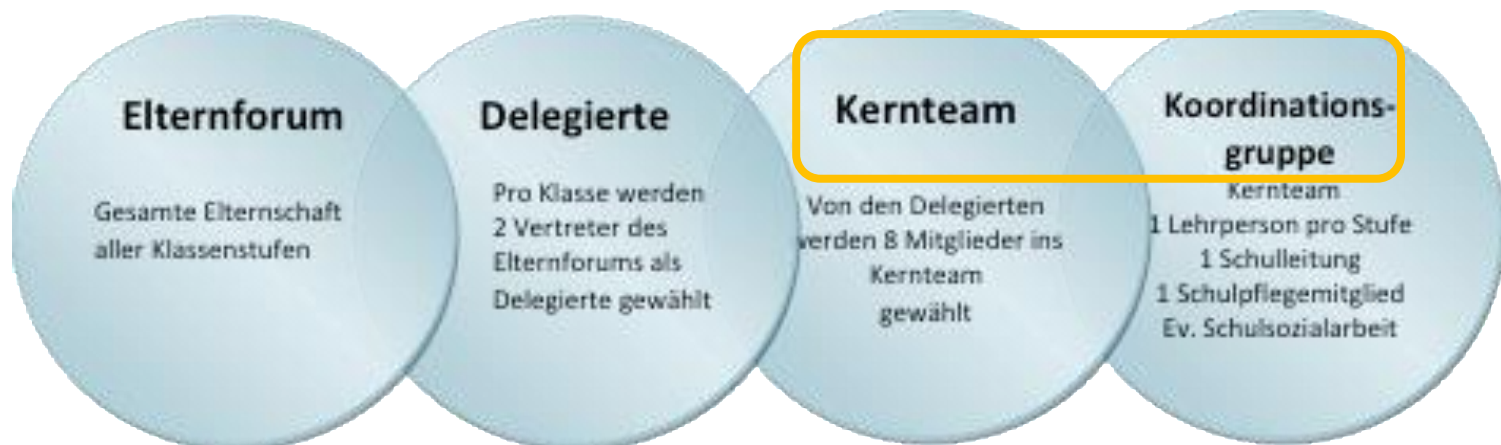 Elternforum
Gesamte Elternschaft
aller Klassenstufen
Delegierte
Pro Klasse werden
2 Vertreter des
Elternforums als
Delegierte gewählt
Kernteam
Von den Delegierten
werden 8 Mitglieder ins
Kernteam
gewählt
Koordinations-
gruppe
Kernteam
1 Lehrperson pro Stufe
1 Schulleitung
1 Schulpflegemitglied
Ev. Schulsozialarbeit